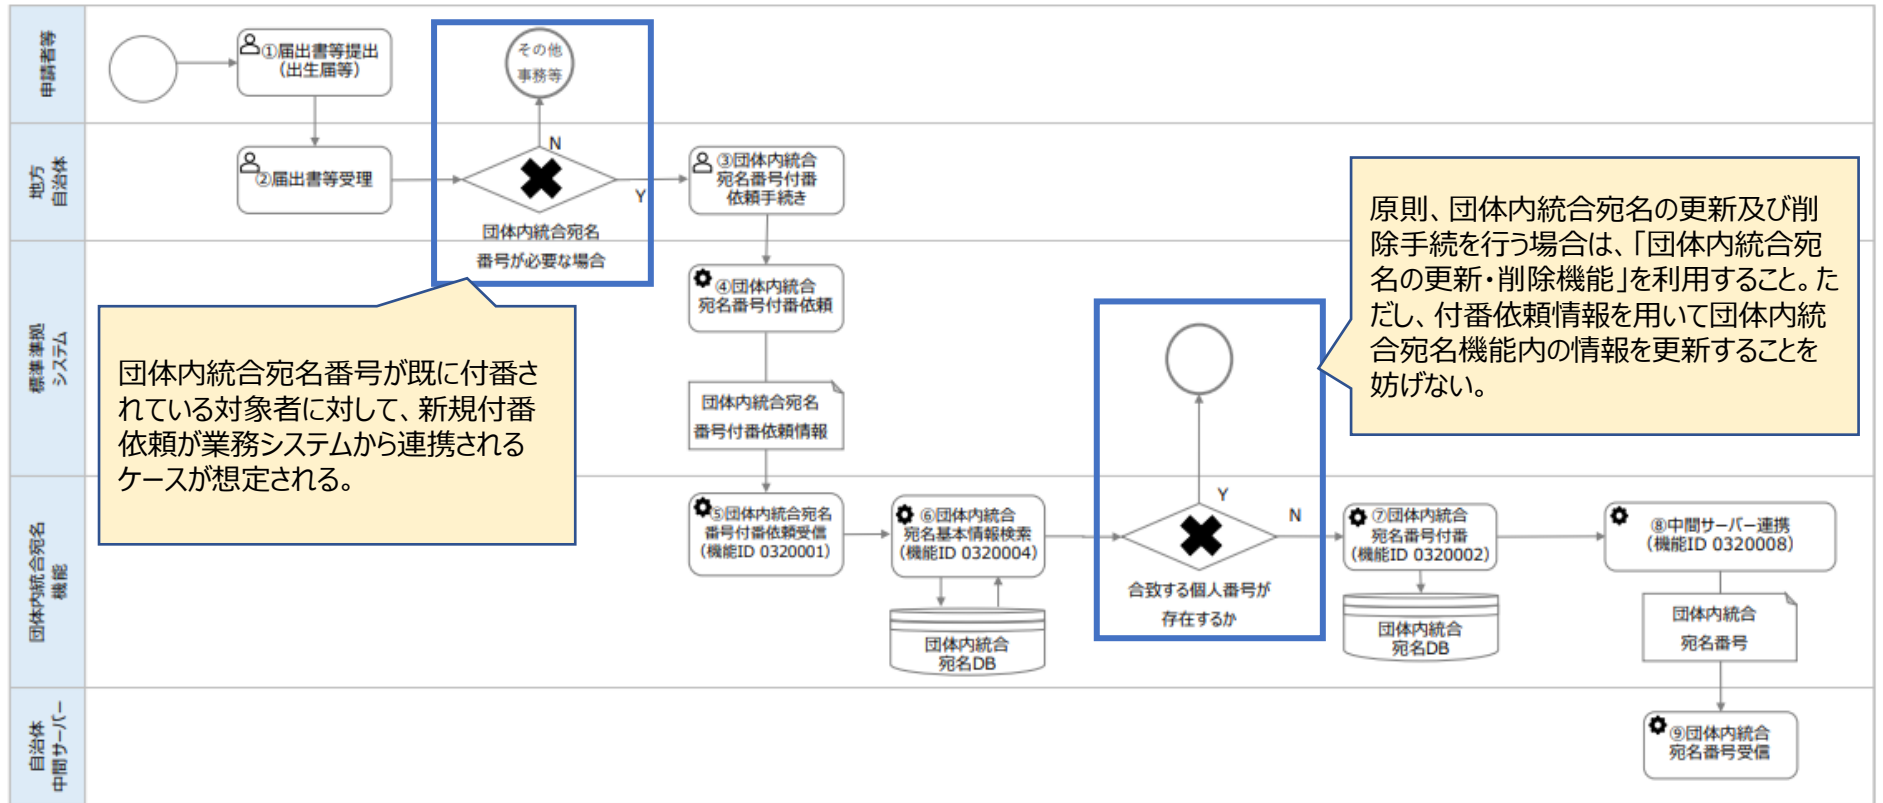 申請者等
①届出書等提出
（出生届等）
その他
事務等
地方
自治体
②届出書等受理
N
Y
団体内統合宛名
番号が必要な場合
③団体内統合
宛名番号付番
依頼手続き
標準準拠
システム
④団体内統合
宛名番号付番依頼
団体内統合宛名
番号付番依頼情報
団体内統合宛名番号が既に付番さ
れている対象者に対して、新規付番
依頼が業務システムから連携される
ケースが想定される。
原則、団体内統合宛名の更新及び削
除手続を行う場合は、「団体内統合宛
名の更新・削除機能」を利用すること。た
だし、付番依頼情報を用いて団体内統
合宛名機能内の情報を更新することを
妨げない。
団体内統合宛名
機能
⑤団体内統合宛名
番号付番依頼受信
（機能ID 0320001）
⑥団体内統合
宛名基本情報検索
（機能ID 0320004）
団体内統合
宛名DB
Y
N
合致する個人番号が
存在するか
⑦団体内統合
宛名番号付番
（機能ID 0320002）
団体内統合
宛名DB
⑧中間サーバー連携
（機能ID 0320008）
団体内統合
宛名番号
自治体
中間サーバー
⑨団体内統合
宛名番号受信